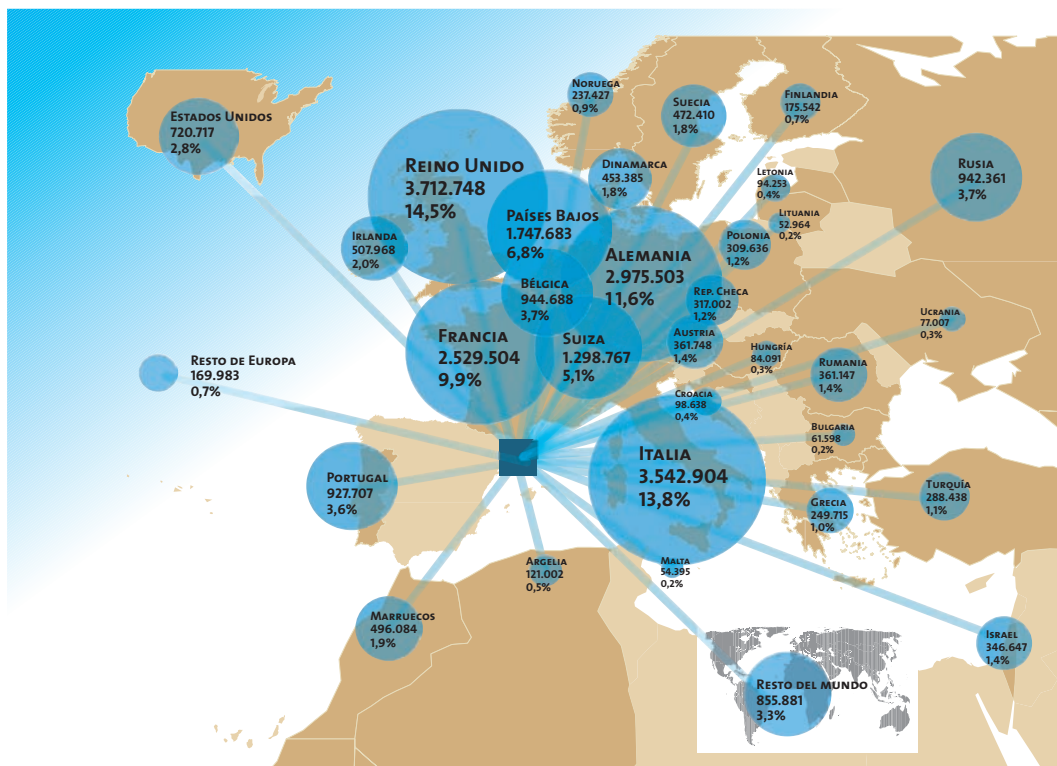 Noruega
237.427
0,9%
Suecia
472.410
1,8%
Finlandia
175.542
0,7%
Estados Unidos
720.717
2,8%
Reino Unido
3.712.748
14,5%
Dinamarca
453.385
1,8%
Letonia
94.253
0,4%
Rusia
942.361
3,7%
Lituania
52.964
0,2%
Países Bajos
1.747.683
6,8%
Irlanda
507.968
2,0%
Polonia
309.636
1,2%
Alemania
2.975.503
11,6%
Bélgica
944.688
3,7%
Rep. Checa
317.002
1,2%
Ucrania
77.007
0,3%
Francia
2.529.504
9,9%
Suiza
1.298.767
5,1%
Austria
361.748
1,4%
Hungría
84.091
0,3%
Rumania
361.147
1,4%
Resto de Europa
169.983
0,7%
Croacia
98.638
0,4%
Bulgaria
61.598
0,2%
Italia
3.542.904
13,8%
Portugal
927.707
3,6%
Turquía
288.438
1,1%
Grecia
249.715
1,0%
Argelia
121.002
0,5%
Malta
54.395
0,2%
Marruecos
496.084
1,9%
Israel
346.647
1,4%
Resto del mundo
855.881
3,3%